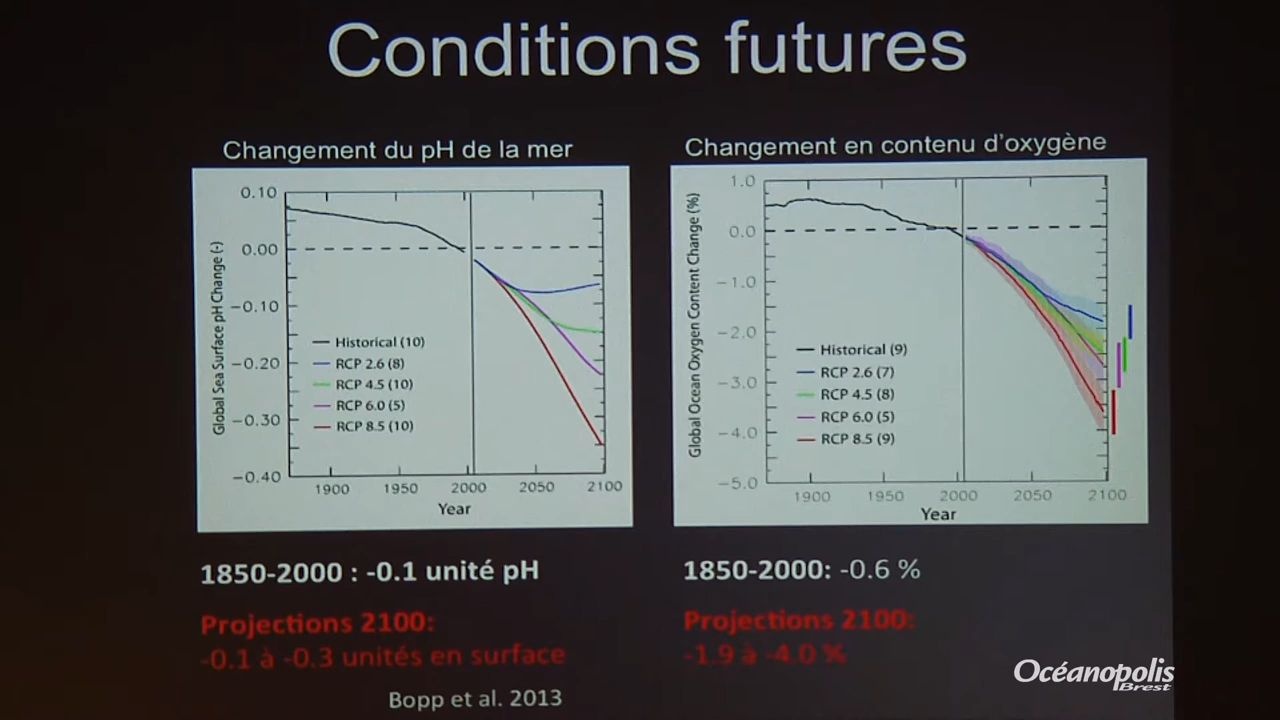 Conditions futures
Changement du pH de la mer
Global Sea Surface pH Change (-)
0.10
0.00
−0.10
−0.20
−0.30
−0.40
Historical (10)
RCP 2.6 (8)
RCP 4.5 (10)
RCP 6.0 (5)
RCP 8.5 (10)
1900 1950 2000 2050 2100
Year
1850-2000 : -0.1 unité pH
Projections 2100:
-0.1 à -0.3 unités en surface
Bopp et al. 2013
Changement en contenu d'oxygène
Global Ocean Oxygen Content Change (%)
1.0
0.0
−1.0
−2.0
−3.0
−4.0
−5.0
Historical (9)
RCP 2.6 (7)
RCP 4.5 (8)
RCP 6.0 (5)
RCP 8.5 (9)
1900 1950 2000 2050 2100
Year
1850-2000: -0.6 %
Projections 2100:
-1.9 à -4.0 %
Océanopolis
Brest